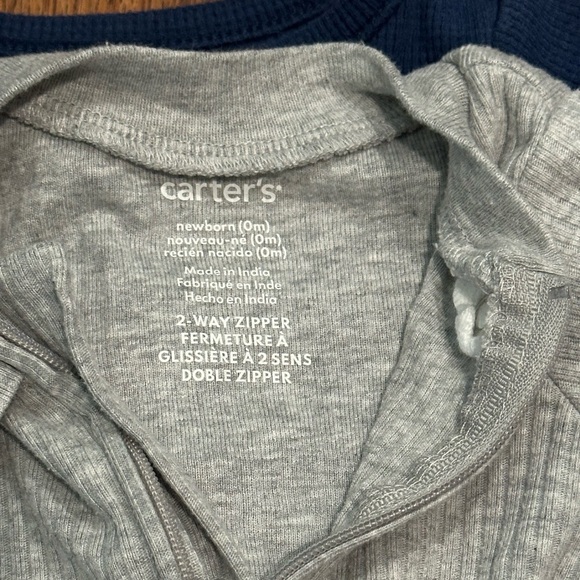 carter's
newborn (0m)
nouveau-né (0m)
recién nacido (0m)
Made in India
Fabriqué en Inde
Hecho en India
2-WAY ZIPPER
FERMETURE À
GLISSIÈRE À 2 SENS
DOBLE ZIPPER